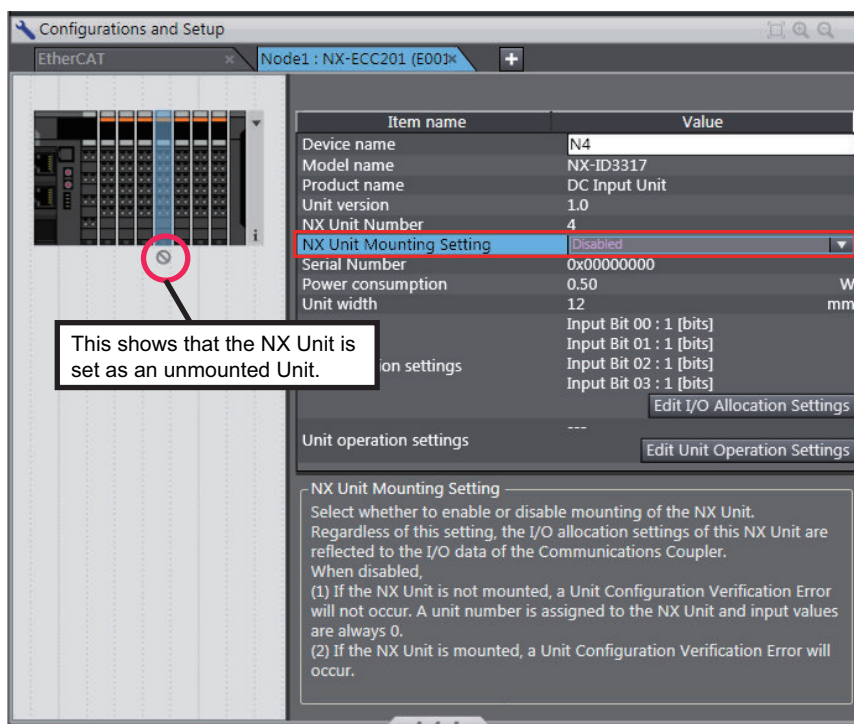 Configurations and Setup
EtherCAT
Node1 : NX-ECC201 (E001
Item name Value
Device name N4
Model name NX-ID3317
Product name DC Input Unit
Unit version 1.0
NX Unit Number 4
NX Unit Mounting Setting Disabled
Serial Number 0x00000000
Power consumption 0.50 W
Unit width 12 mm
This shows that the NX Unit is
set as an unmounted Unit.
ion settings
Input Bit 00 : 1 [bits]
Input Bit 01 : 1 [bits]
Input Bit 02 : 1 [bits]
Input Bit 03 : 1 [bits]
Edit I/O Allocation Settings
Unit operation settings ---
Edit Unit Operation Settings
NX Unit Mounting Setting
Select whether to enable or disable mounting of the NX Unit.
Regardless of this setting, the I/O allocation settings of this NX Unit are
reflected to the I/O data of the Communications Coupler.
When disabled,
(1) If the NX Unit is not mounted, a Unit Configuration Verification Error
will not occur. A unit number is assigned to the NX Unit and input values
are always 0.
(2) If the NX Unit is mounted, a Unit Configuration Verification Error will
occur.